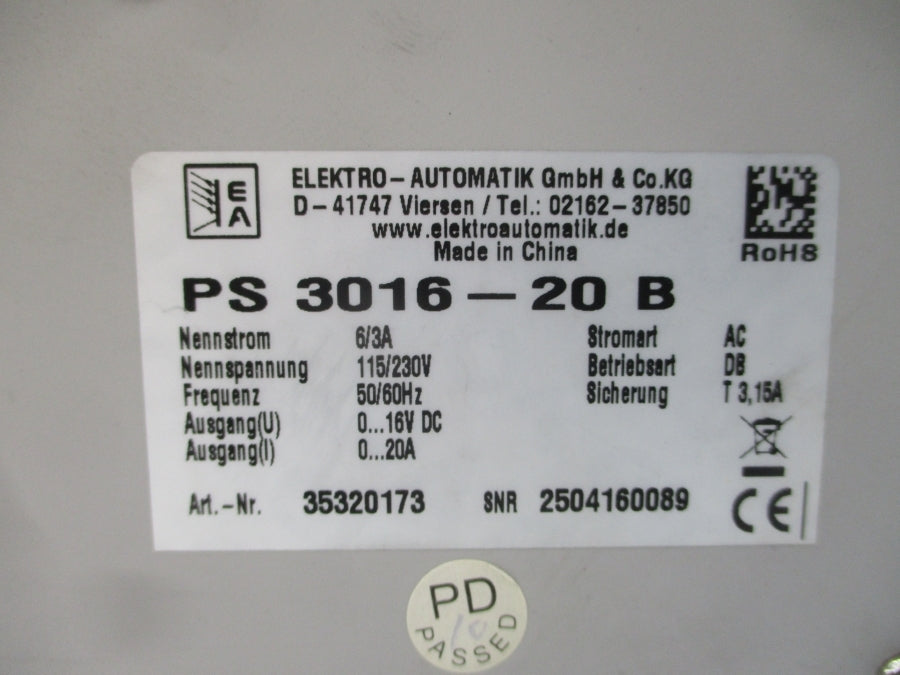 EA
ELEKTRO-AUTOMATIK GmbH & Co.KG
D-41747 Viersen / Tel.: 02162-37850
www.elektroautomatik.de
Made in China
RoHS
PS 3016-20 B
Nennstrom 6/3A Stromart AC
Nennspannung 115/230V Betriebsart DB
Frequenz 50/60Hz Sicherung T 3,15A
Ausgang(U) 0...16V DC
Ausgang(I) 0...20A
Art.-Nr. 35320173 SNR 2504160089
CE
PD
10
PASSED